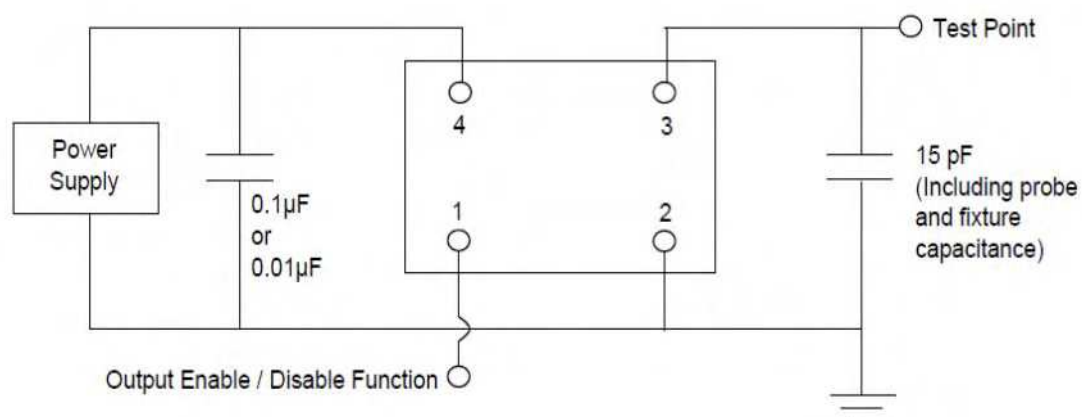 Test Point
4
3
Power
Supply
0.1µF
or
0.01µF
1
2
15 pF
(Including probe
and fixture
capacitance)
Output Enable / Disable Function